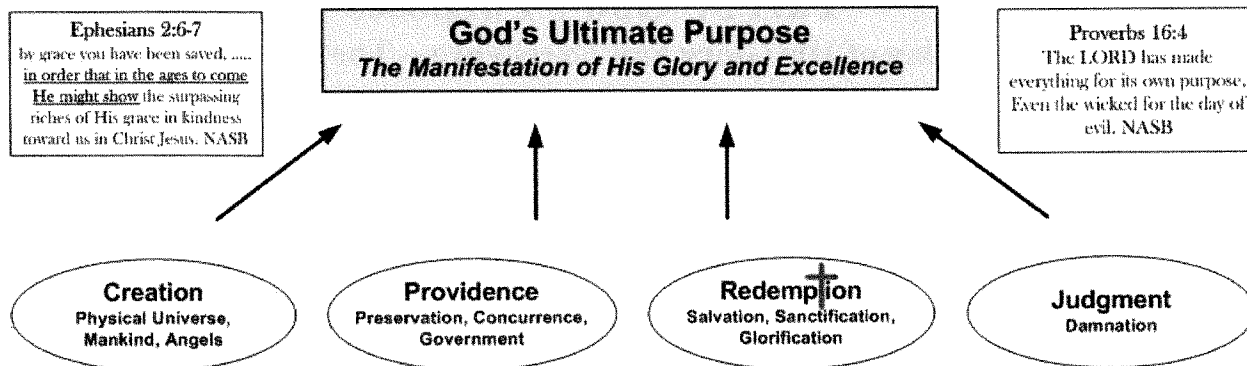 Ephesians 2:6-7
by grace you have been saved, .....
in order that in the ages to come
He might show the surpassing
riches of His grace in kindness
toward us in Christ Jesus. NASB
God's Ultimate Purpose
The Manifestation of His Glory and Excellence
Proverbs 16:4
The LORD has made
everything for its own purpose,
Even the wicked for the day of
evil. NASB
Creation
Physical Universe,
Mankind, Angels
Providence
Preservation, Concurrence,
Government
Redemption
Salvation, Sanctification,
Glorification
Judgment
Damnation